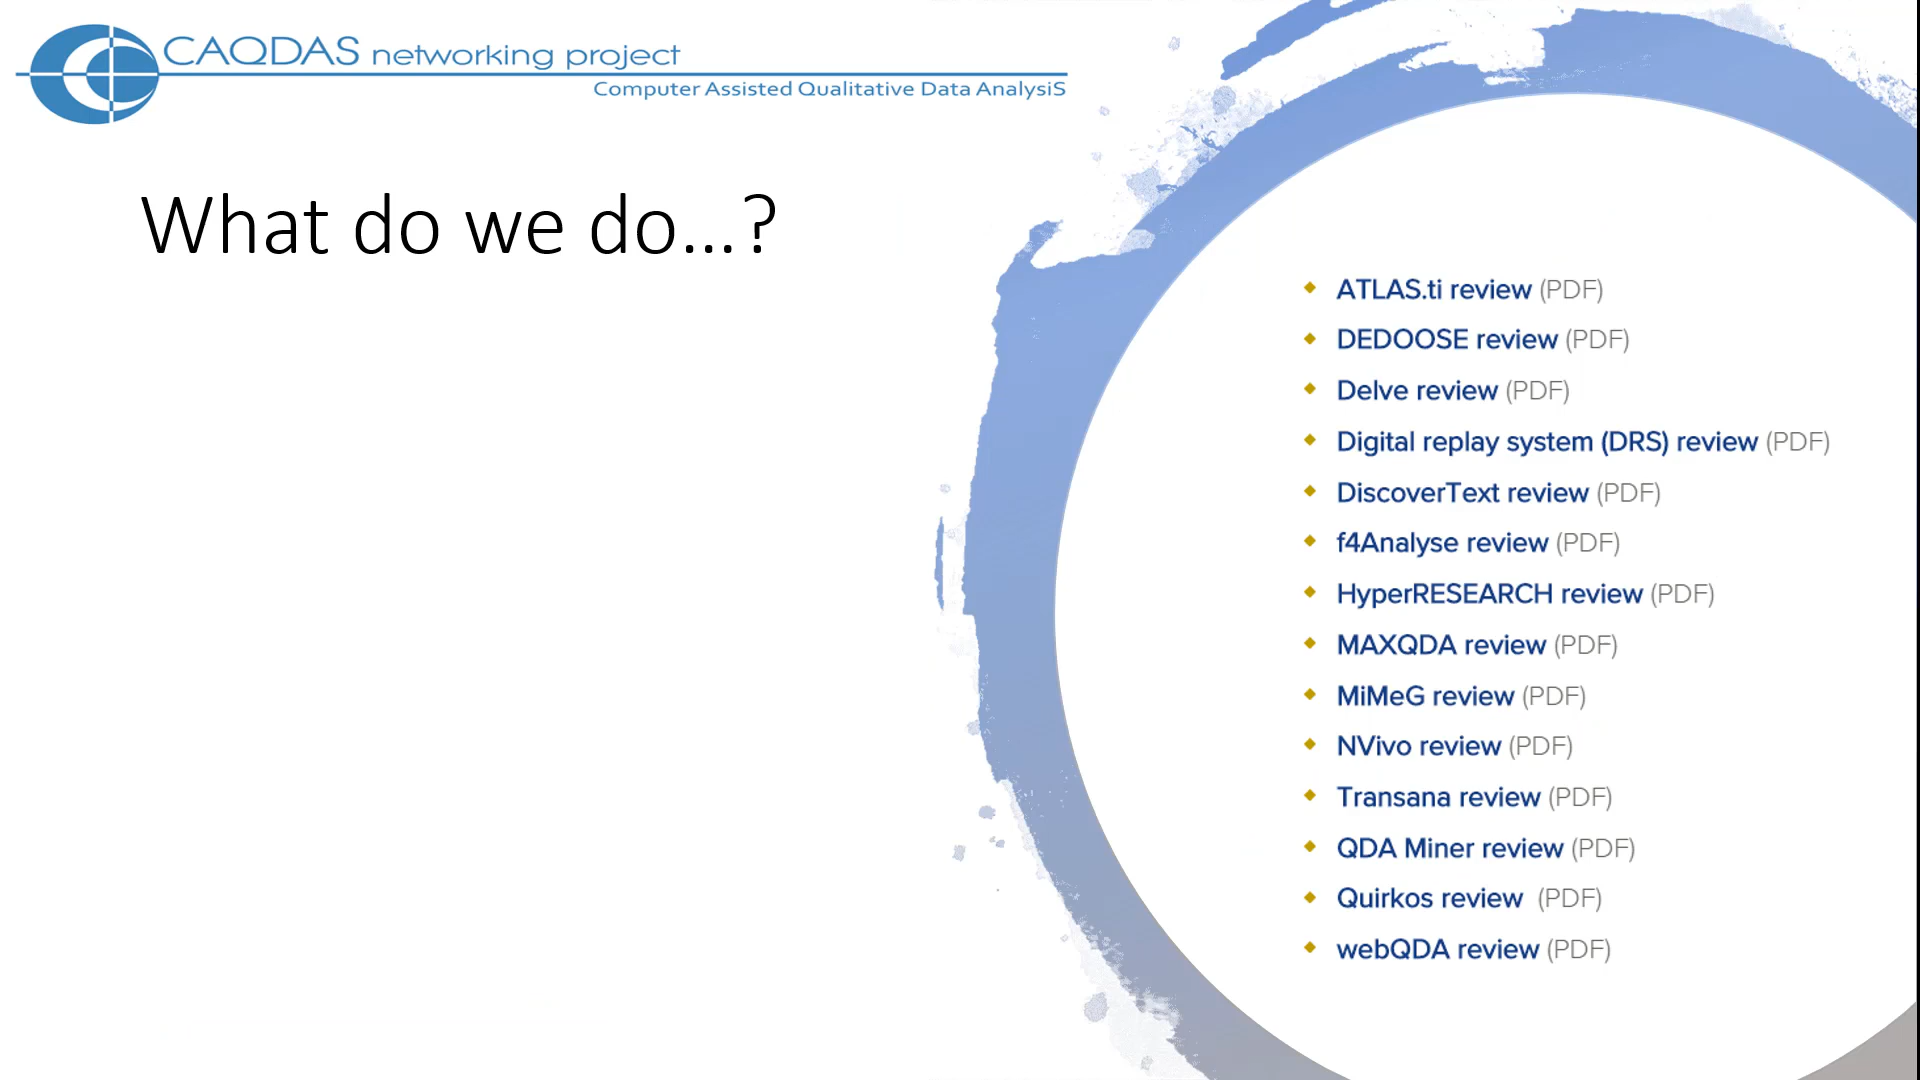 CAQDAS networking project
Computer Assisted Qualitative Data AnalysiS
What do we do...?
ATLAS.ti review (PDF)
DEDOOSE review (PDF)
Delve review (PDF)
Digital replay system (DRS) review (PDF)
DiscoverText review (PDF)
f4Analyse review (PDF)
HyperRESEARCH review (PDF)
MAXQDA review (PDF)
MiMeG review (PDF)
NVivo review (PDF)
Transana review (PDF)
QDA Miner review (PDF)
Quirkos review (PDF)
webQDA review (PDF)